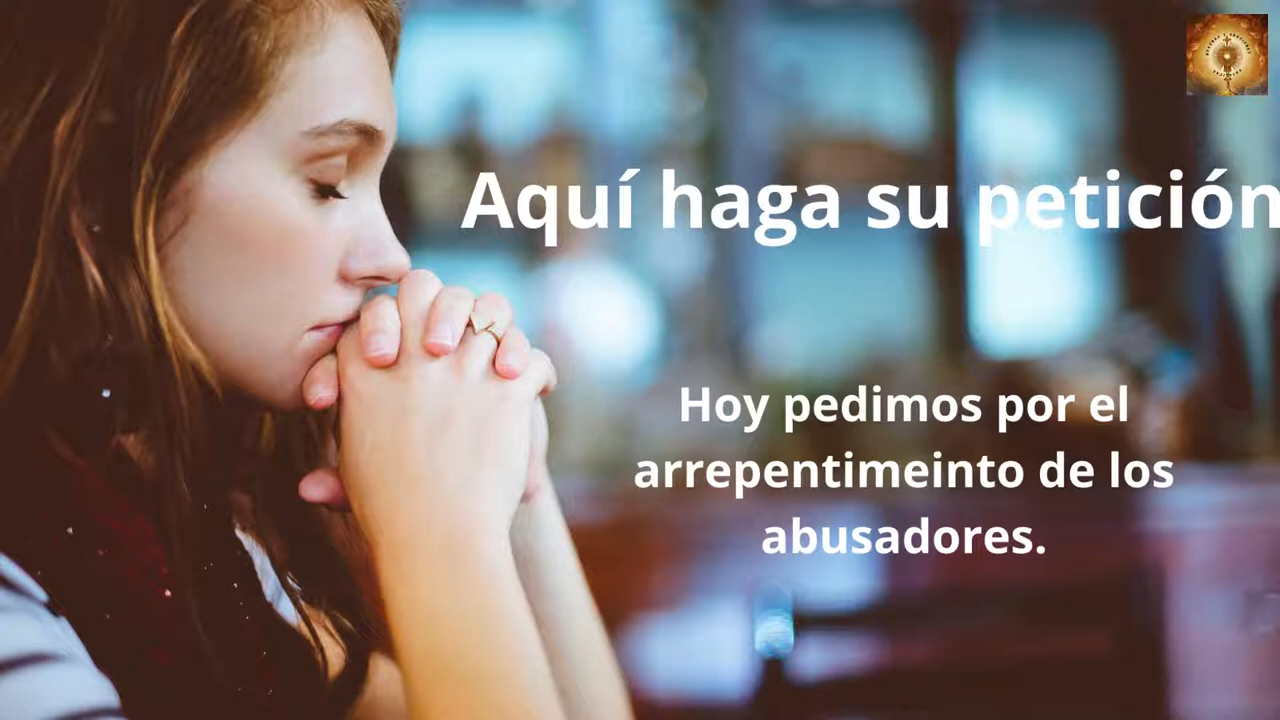 Aquí haga su petición
Hoy pedimos por el
arrepentimeinto de los
abusadores.